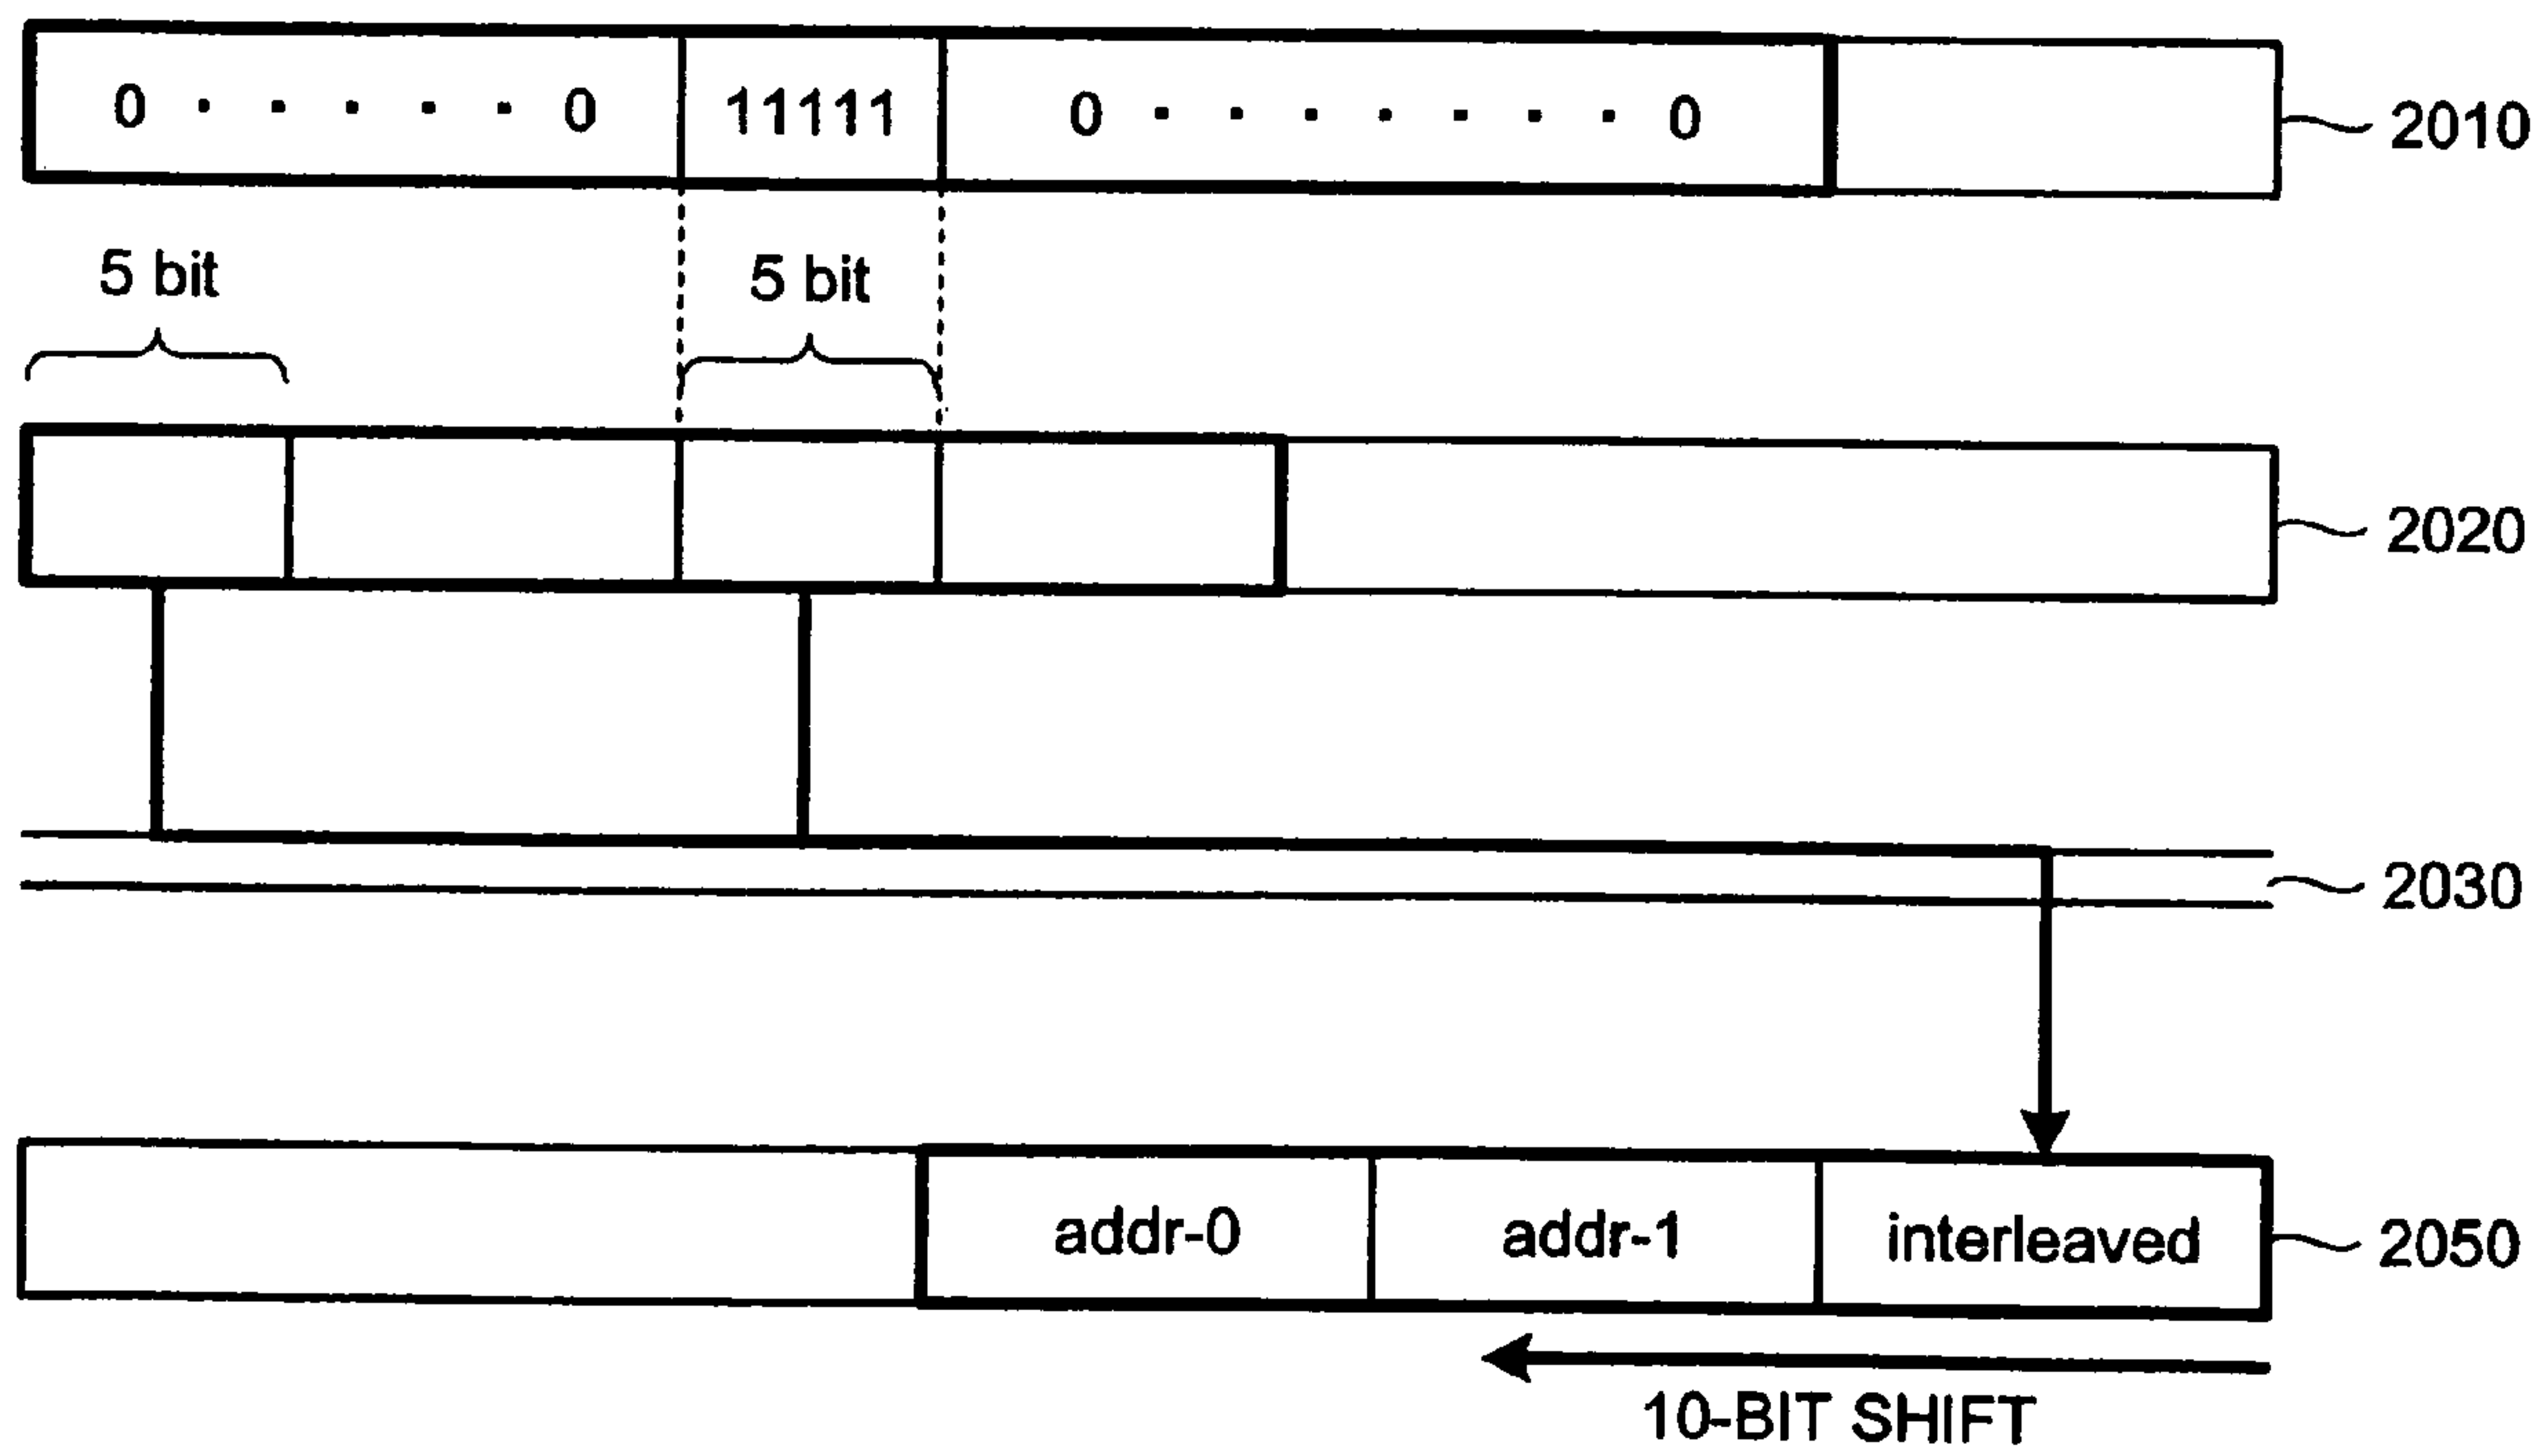 0 · · · · · 0 11111 0 · · · · · · · 0 2010
5 bit 5 bit
2020
2030
addr-0 addr-1 interleaved 2050
10-BIT SHIFT